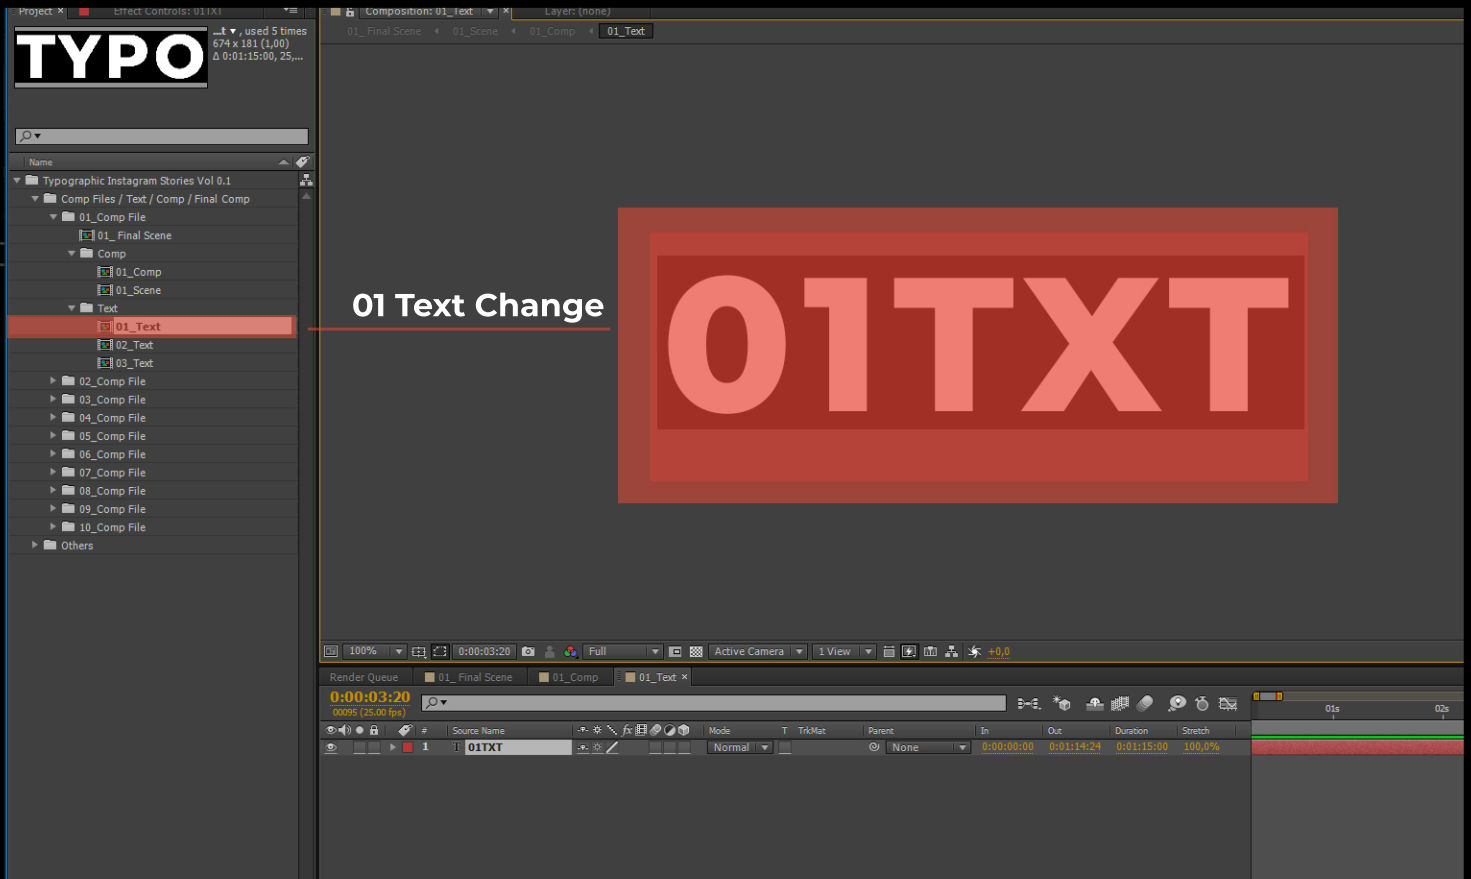 Project ×
Effect Controls: 01TXT
TYPO
...t ▾ , used 5 times
674 x 181 (1,00)
Δ 0:01:15:00, 25,...
Name
Typographic Instagram Stories Vol 0.1
Comp Files / Text / Comp / Final Comp
01_Comp File
01_ Final Scene
Comp
01_Comp
01_Scene
Text
01_Text
02_Text
03_Text
02_Comp File
03_Comp File
04_Comp File
05_Comp File
06_Comp File
07_Comp File
08_Comp File
09_Comp File
10_Comp File
Others
Composition: 01_Text ×
Layer: (none)
01_ Final Scene
01_Scene
01_Comp
01_Text
01 Text Change
01TXT
100%
0:00:03:20
Full
Active Camera
1 View
+0,0
Render Queue
01_ Final Scene
01_Comp
01_Text ×
0:00:03:20
00095 (25.00 fps)
01s
02s
# Source Name fx Mode T TrkMat Parent In Out Duration Stretch
1 T 01TXT Normal None 0:00:00:00 0:01:14:24 0:01:15:00 100,0%